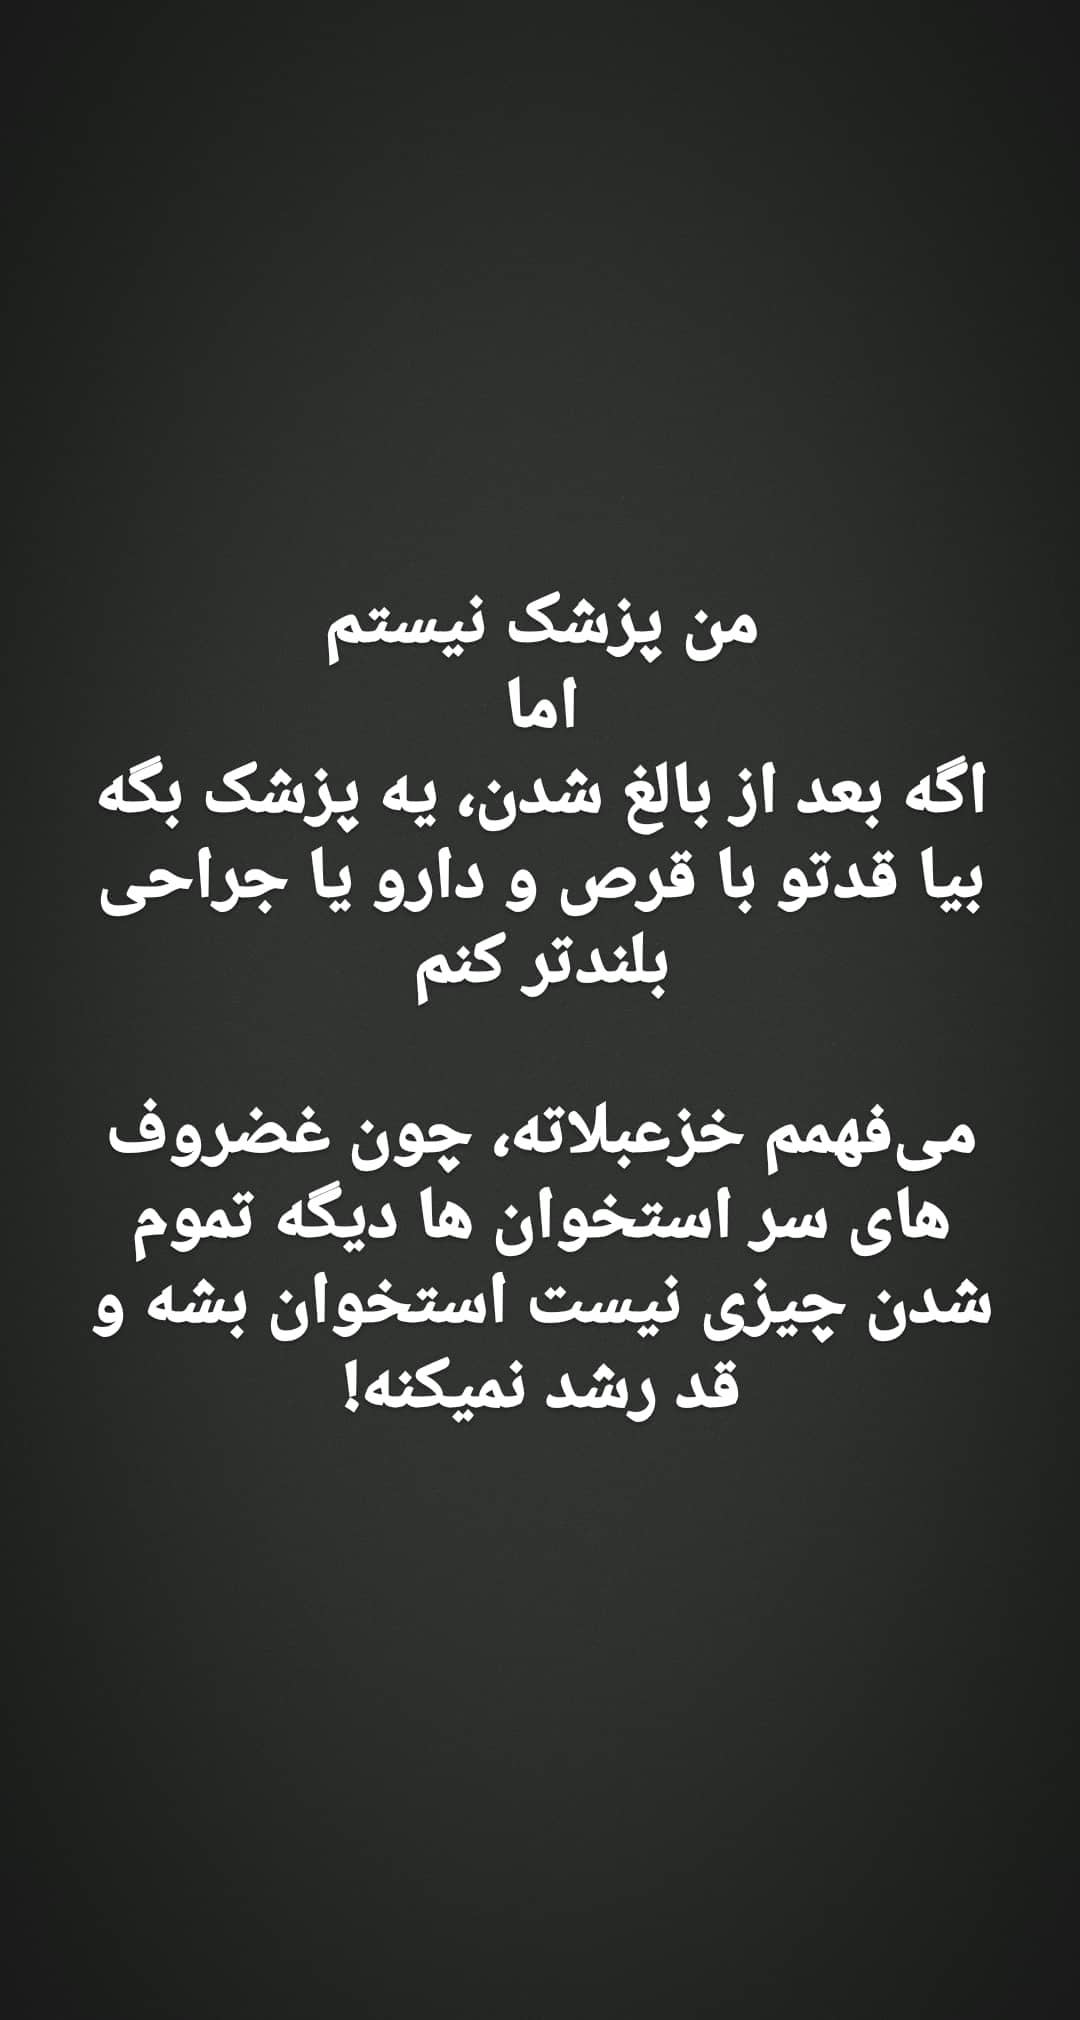 من پزشک نیستم
اما
اگه بعد از بالغ شدن، یه پزشک بگه
بیا قدتو با قرص و دارو یا جراحی
بلندتر کنم
می‌فهمم خزعبلاته، چون غضروف
های سر استخوان ها دیگه تموم
شدن چیزی نیست استخوان بشه و
قد رشد نمیکنه!